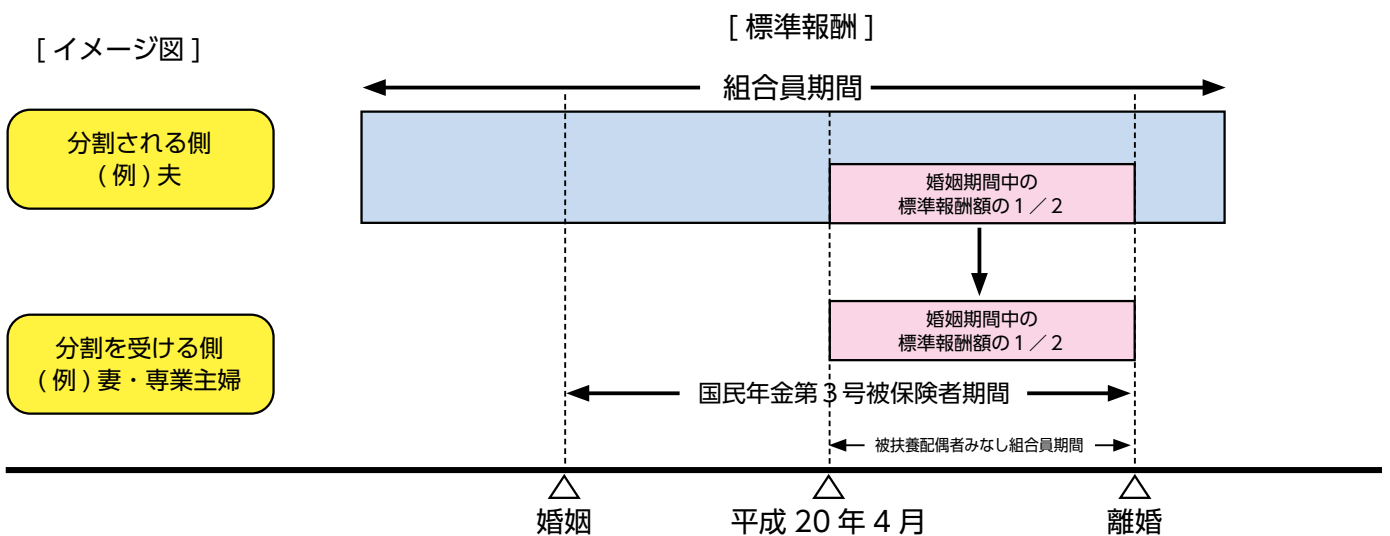 [ 標準報酬 ]
[ イメージ図 ]
組合員期間
分割される側
( 例 ) 夫
婚姻期間中の
標準報酬額の１／２
婚姻期間中の
標準報酬額の１／２
分割を受ける側
( 例 ) 妻・専業主婦
国民年金第３号被保険者期間
被扶養配偶者みなし組合員期間
婚姻
平成 20 年 4 月
離婚